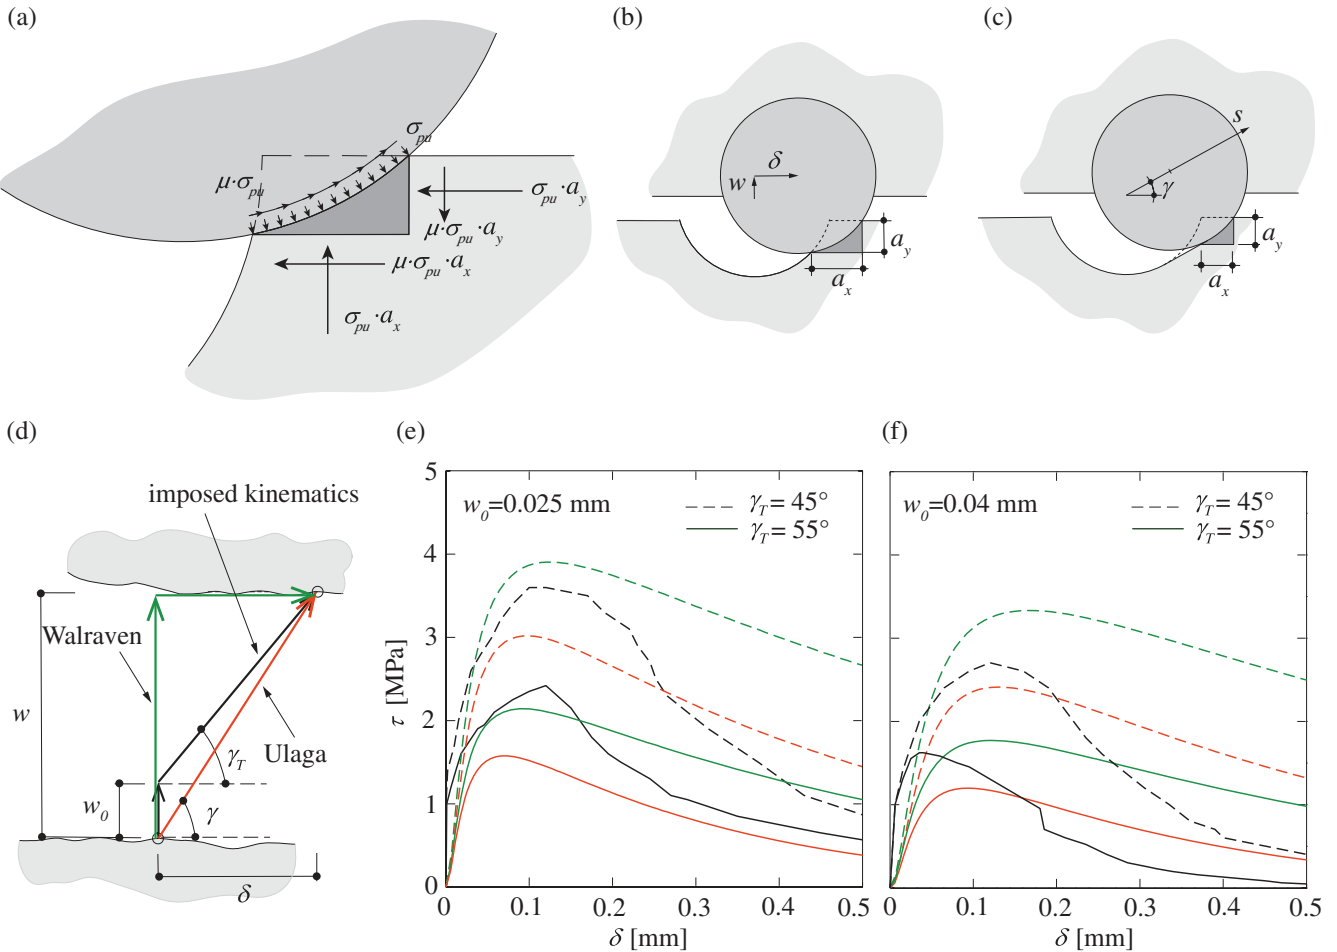 (a)
(b)
(c)
σpu
μ·σpu
σpu·ay
μ·σpu·ay
μ·σpu·ax
σpu·ax
δ
w
ay
ax
s
γ
ay
ax
(d)
(e)
(f)
imposed kinematics
Walraven
w
Ulaga
γT
w0
γ
δ
w0=0.025 mm
γT = 45°
γT = 55°
τ [MPa]
5
4
3
2
1
0
0 0.1 0.2 0.3 0.4 0.5
δ [mm]
w0=0.04 mm
γT = 45°
γT = 55°
0 0.1 0.2 0.3 0.4 0.5
δ [mm]